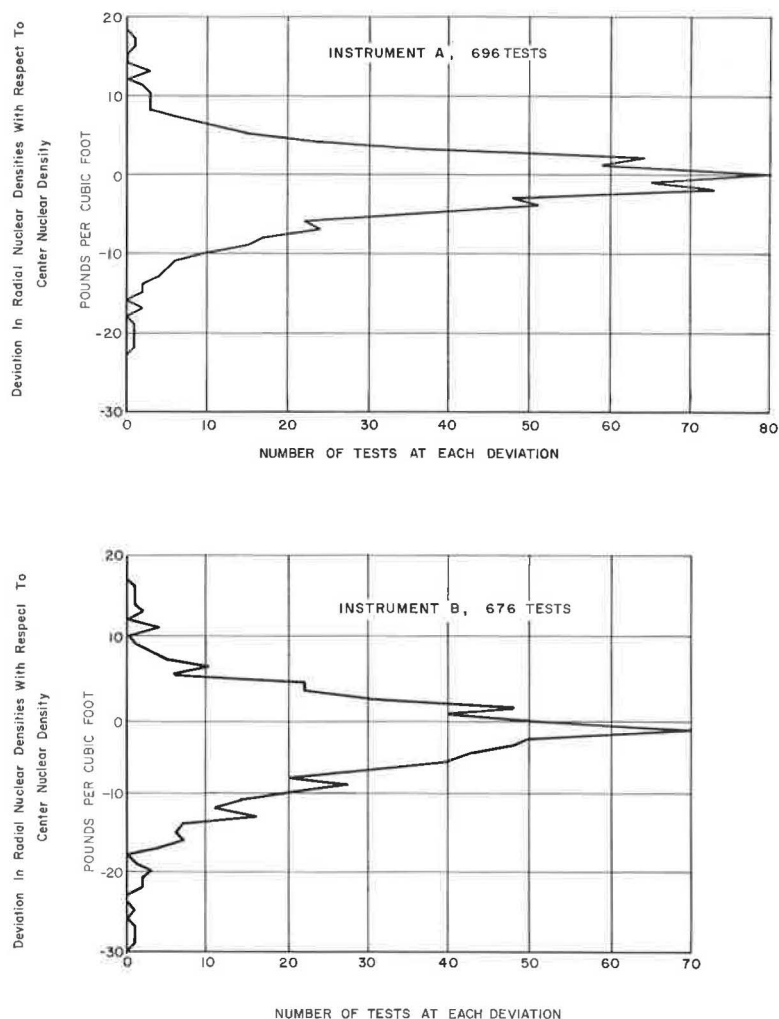 Deviation In Radial Nuclear Densities With Respect To
Center Nuclear Density
POUNDS PER CUBIC FOOT
20
10
0
-10
-20
-30
INSTRUMENT A, 696 TESTS
0 10 20 30 40 50 60 70 80
NUMBER OF TESTS AT EACH DEVIATION
Deviation In Radial Nuclear Densities With Respect To
Center Nuclear Density
POUNDS PER CUBIC FOOT
20
10
0
-10
-20
-30
INSTRUMENT B, 676 TESTS
0 10 20 30 40 50 60 70
NUMBER OF TESTS AT EACH DEVIATION